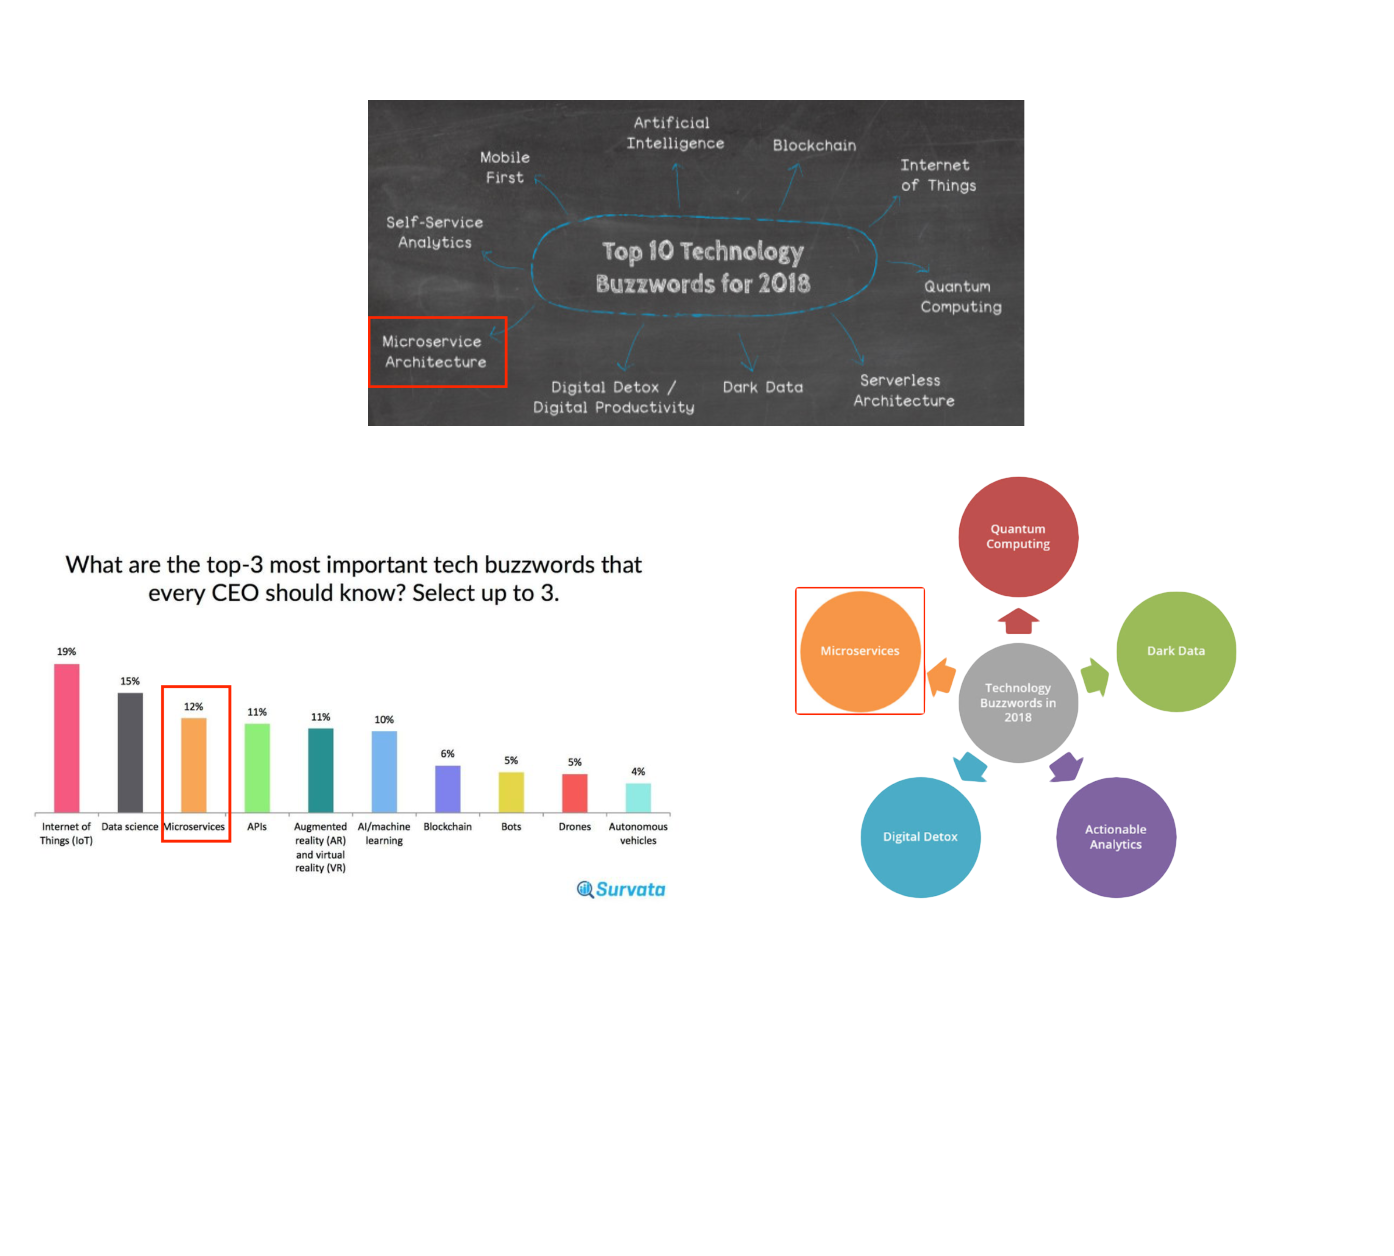 Artificial
Intelligence
Blockchain
Mobile
First
Internet
of Things
Self-Service
Analytics
Top 10 Technology
Buzzwords for 2018
Quantum
Computing
Microservice
Architecture
Digital Detox /
Digital Productivity
Dark Data
Serverless
Architecture
What are the top-3 most important tech buzzwords that
every CEO should know? Select up to 3.
19%
15%
12%
11%
11%
10%
6%
5%
5%
4%
Internet of
Things (IoT)
Data science
Microservices
APIs
Augmented
reality (AR)
and virtual
reality (VR)
AI/machine
learning
Blockchain
Bots
Drones
Autonomous
vehicles
Survata
Quantum
Computing
Microservices
Dark Data
Technology
Buzzwords in
2018
Digital Detox
Actionable
Analytics